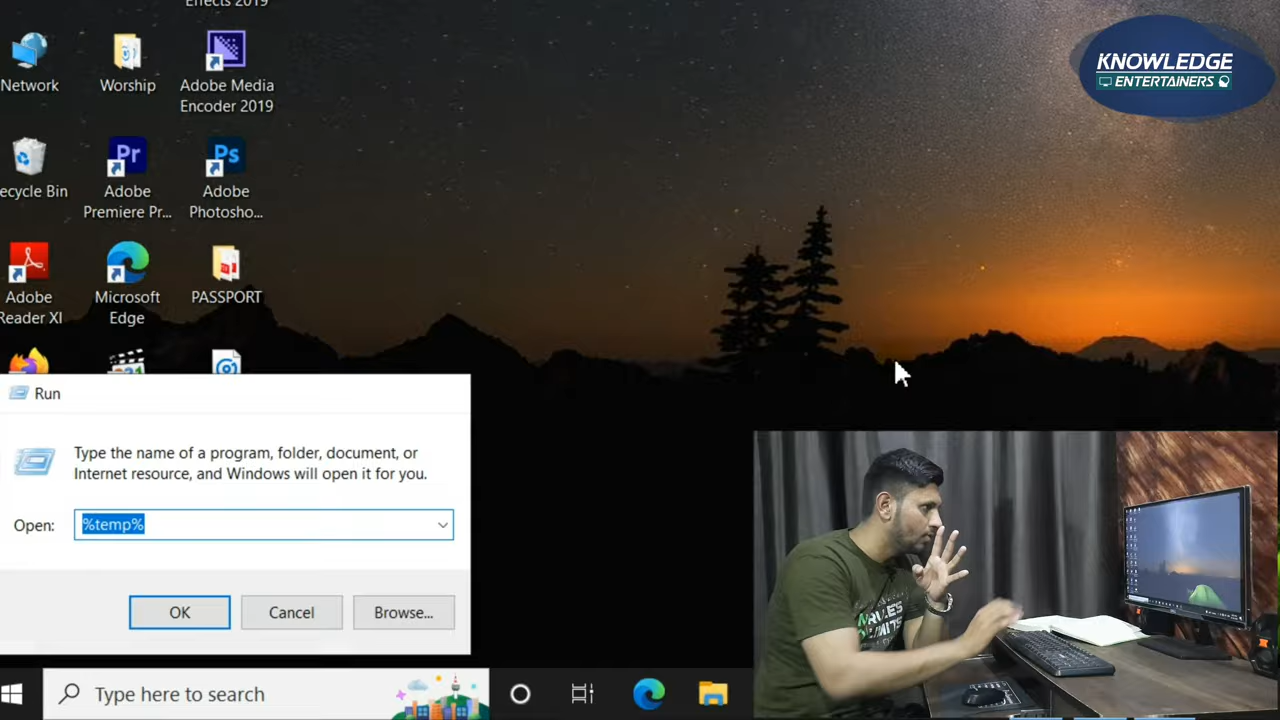 Effects 2019
KNOWLEDGE
ENTERTAINERS
Network
Worship
Adobe Media
Encoder 2019
Pr
Ps
ecycle Bin
Adobe
Premiere Pr...
Adobe
Photosho...
Adobe
Reader XI
Microsoft
Edge
PASSPORT
Run
Type the name of a program, folder, document, or
Internet resource, and Windows will open it for you.
Open:
%temp%
OK
Cancel
Browse...
Type here to search